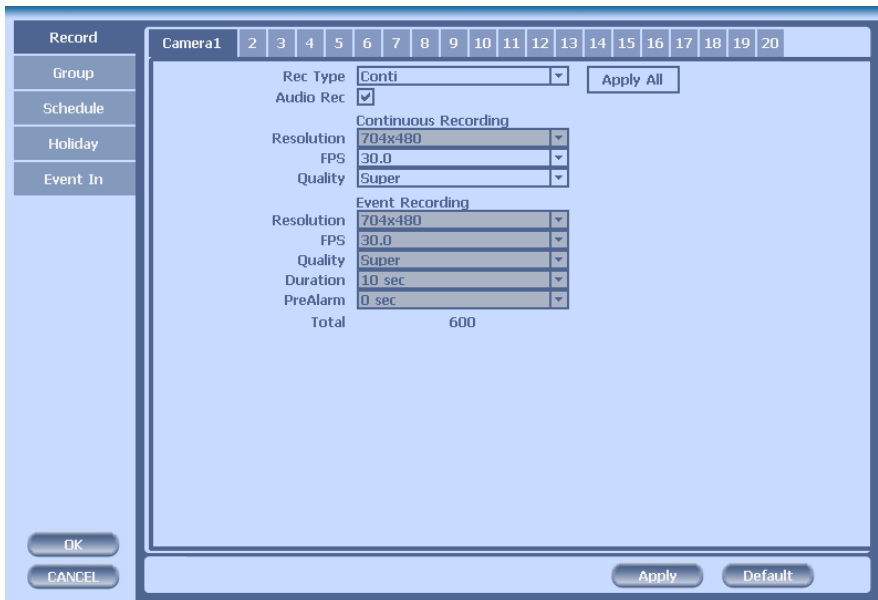 Record
Group
Schedule
Holiday
Event In
OK
CANCEL
Camera1 2 3 4 5 6 7 8 9 10 11 12 13 14 15 16 17 18 19 20
Rec Type Conti Apply All
Audio Rec
Continuous Recording
Resolution 704x480
FPS 30.0
Quality Super
Event Recording
Resolution 704x480
FPS 30.0
Quality Super
Duration 10 sec
PreAlarm 0 sec
Total 600
Apply Default